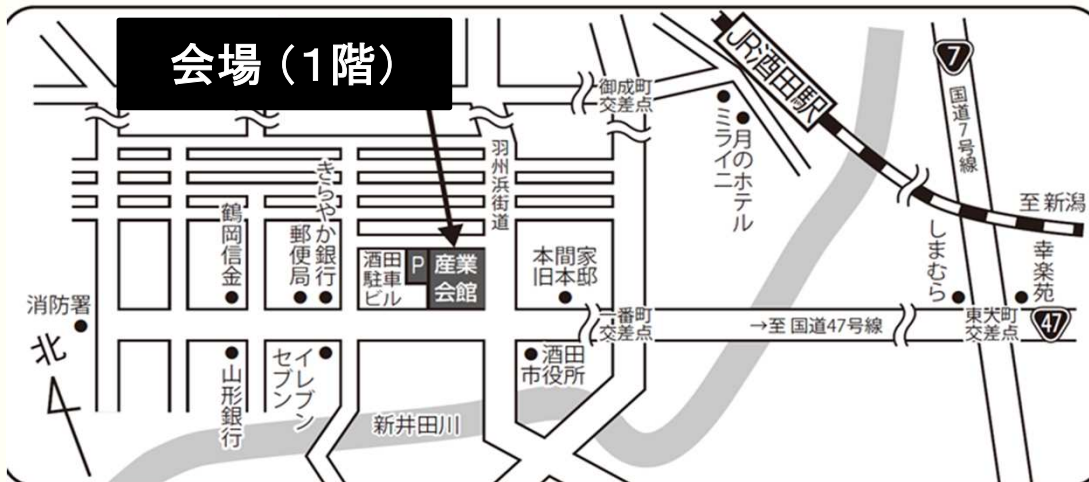 会場（1階）
JR酒田駅
7
国道7号線
御成町
交差点
ミライニ
月のホテル
至 新潟
羽州浜街道
きらやか銀行
郵便局
鶴岡信金
酒田
駐車
ビル
P
産業
会館
本間家
旧本邸
しまむら
幸楽苑
消防署
一番町
交差点
→至 国道47号線
東大町
交差点
47
北
山形銀行
セブン
イレブン
酒田
市役所
新井田川